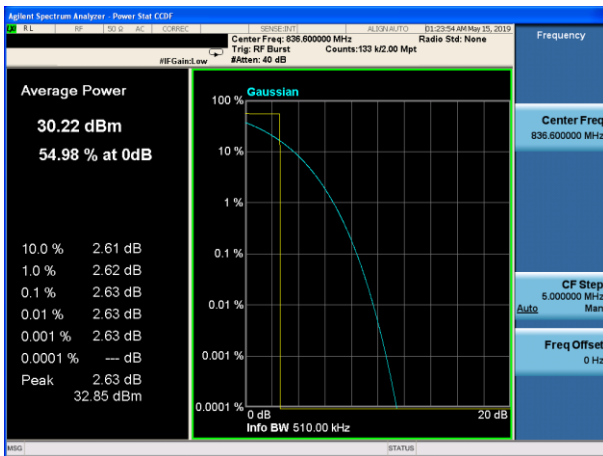 Agilent Spectrum Analyzer - Power Stat CCDF
RL RF 50 Ω AC CORREC SENSE:INT ALIGNAUTO 01:23:54 AM May 15, 2019
Center Freq: 836.600000 MHz Radio Std: None
Trig: RF Burst Counts:133 k/2.00 Mpt
#IFGain:Low #Atten: 40 dB
Frequency
Average Power
30.22 dBm
54.98 % at 0dB
10.0 % 2.61 dB
1.0 % 2.62 dB
0.1 % 2.63 dB
0.01 % 2.63 dB
0.001 % 2.63 dB
0.0001 % --- dB
Peak 2.63 dB
32.85 dBm
Gaussian
100 %
10 %
1 %
0.1 %
0.01 %
0.001 %
0.0001 %
0 dB 20 dB
Info BW 510.00 kHz
Center Freq
836.600000 MHz
CF Step
5.000000 MHz
Auto Man
Freq Offset
0 Hz
MSG STATUS